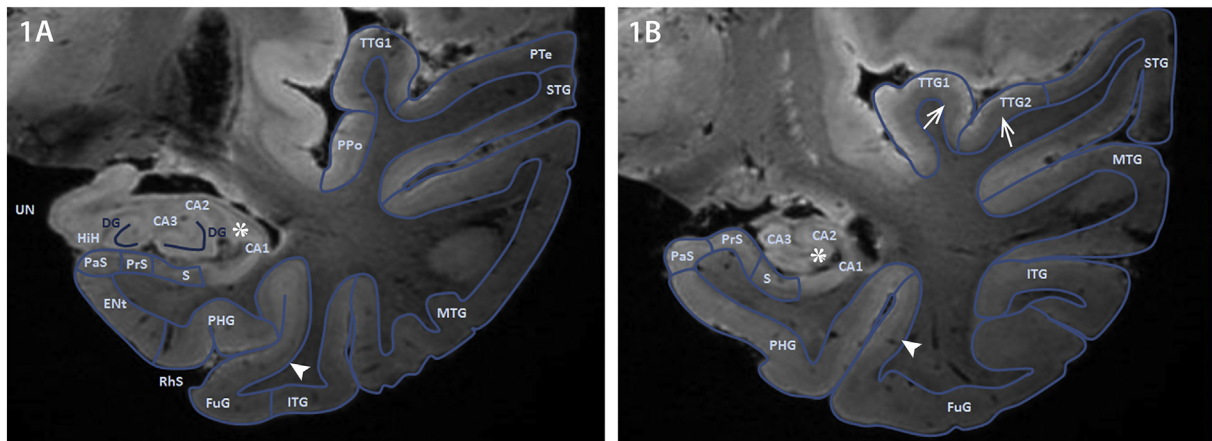 1A
TTG1
PTe
STG
PPo
UN
CA2
CA3
DG
DG
*
CA1
HiH
PaS
PrS
S
ENt
PHG
MTG
RhS
FuG
ITG
1B
STG
TTG1
TTG2
MTG
PrS
CA3
CA2
PaS
*
S
CA1
ITG
PHG
FuG